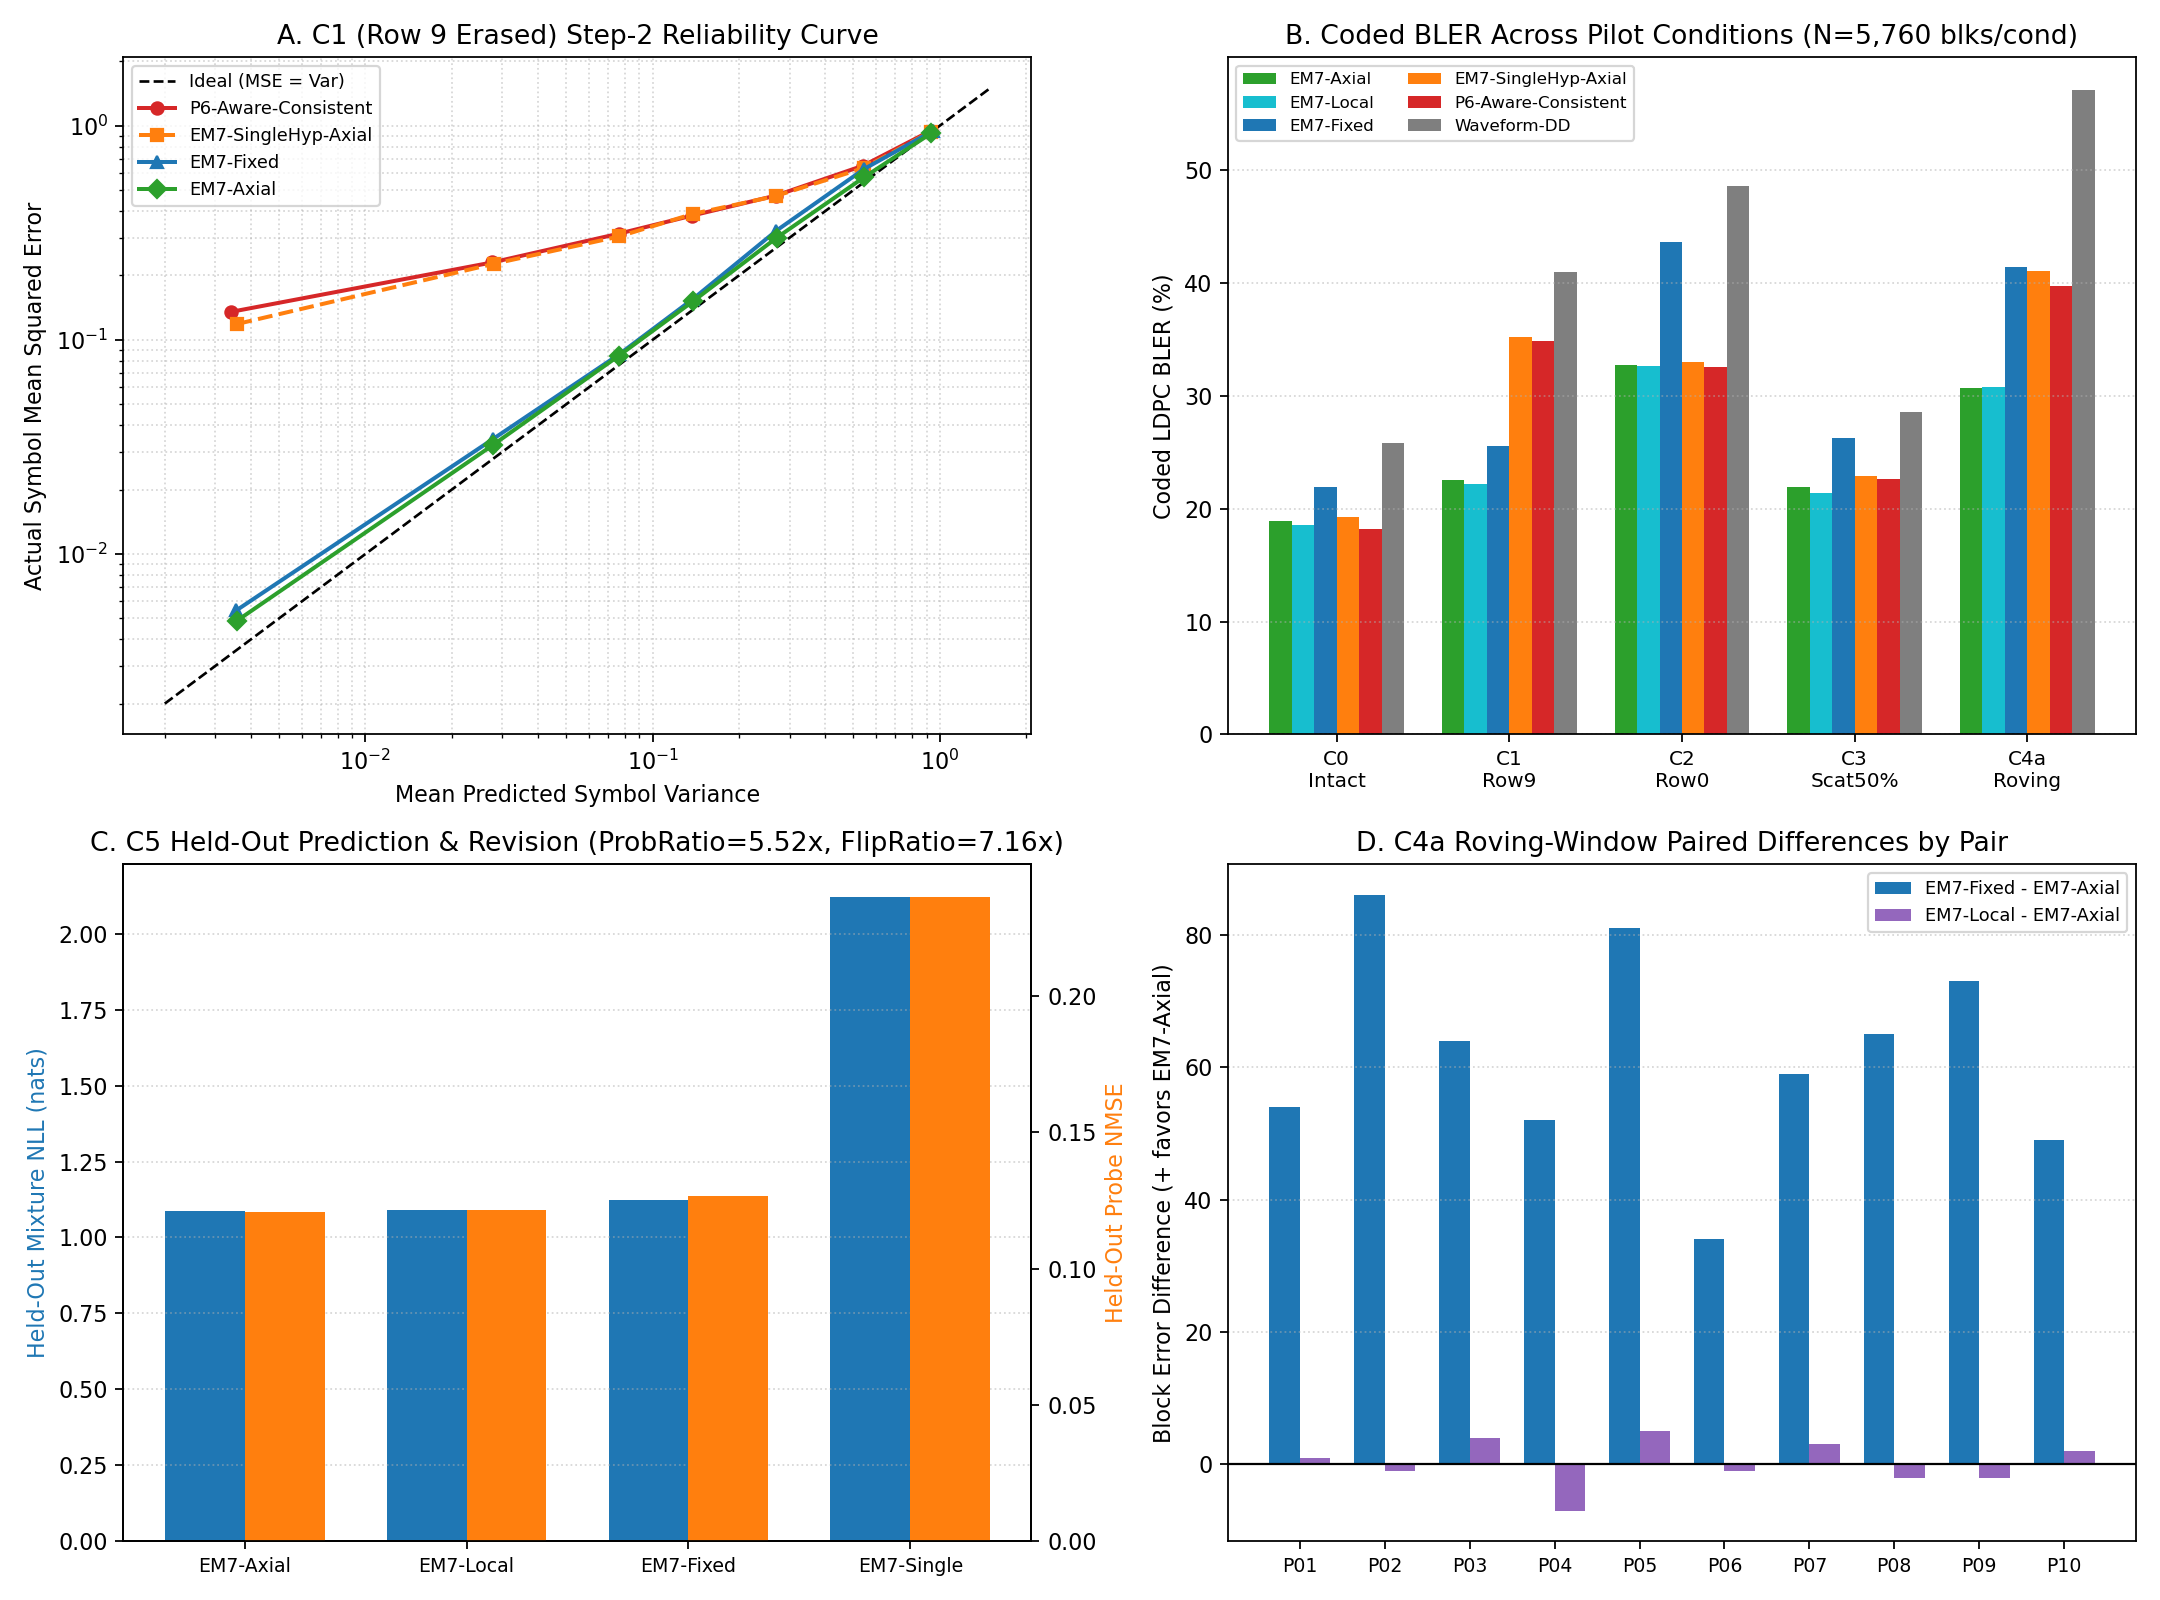 A. C1 (Row 9 Erased) Step-2 Reliability Curve
Ideal (MSE = Var)
P6-Aware-Consistent
EM7-SingleHyp-Axial
EM7-Fixed
EM7-Axial
Actual Symbol Mean Squared Error
10⁰
10⁻¹
10⁻²
10⁻²
10⁻¹
10⁰
Mean Predicted Symbol Variance
B. Coded BLER Across Pilot Conditions (N=5,760 blks/cond)
EM7-Axial
EM7-Local
EM7-Fixed
EM7-SingleHyp-Axial
P6-Aware-Consistent
Waveform-DD
Coded LDPC BLER (%)
50
40
30
20
10
0
C0
Intact
C1
Row9
C2
Row0
C3
Scat50%
C4a
Roving
C. C5 Held-Out Prediction & Revision (ProbRatio=5.52x, FlipRatio=7.16x)
Held-Out Mixture NLL (nats)
2.00
1.75
1.50
1.25
1.00
0.75
0.50
0.25
0.00
0.20
0.15
0.10
0.05
0.00
Held-Out Probe NMSE
EM7-Axial
EM7-Local
EM7-Fixed
EM7-Single
D. C4a Roving-Window Paired Differences by Pair
EM7-Fixed - EM7-Axial
EM7-Local - EM7-Axial
Block Error Difference (+ favors EM7-Axial)
80
60
40
20
0
P01
P02
P03
P04
P05
P06
P07
P08
P09
P10